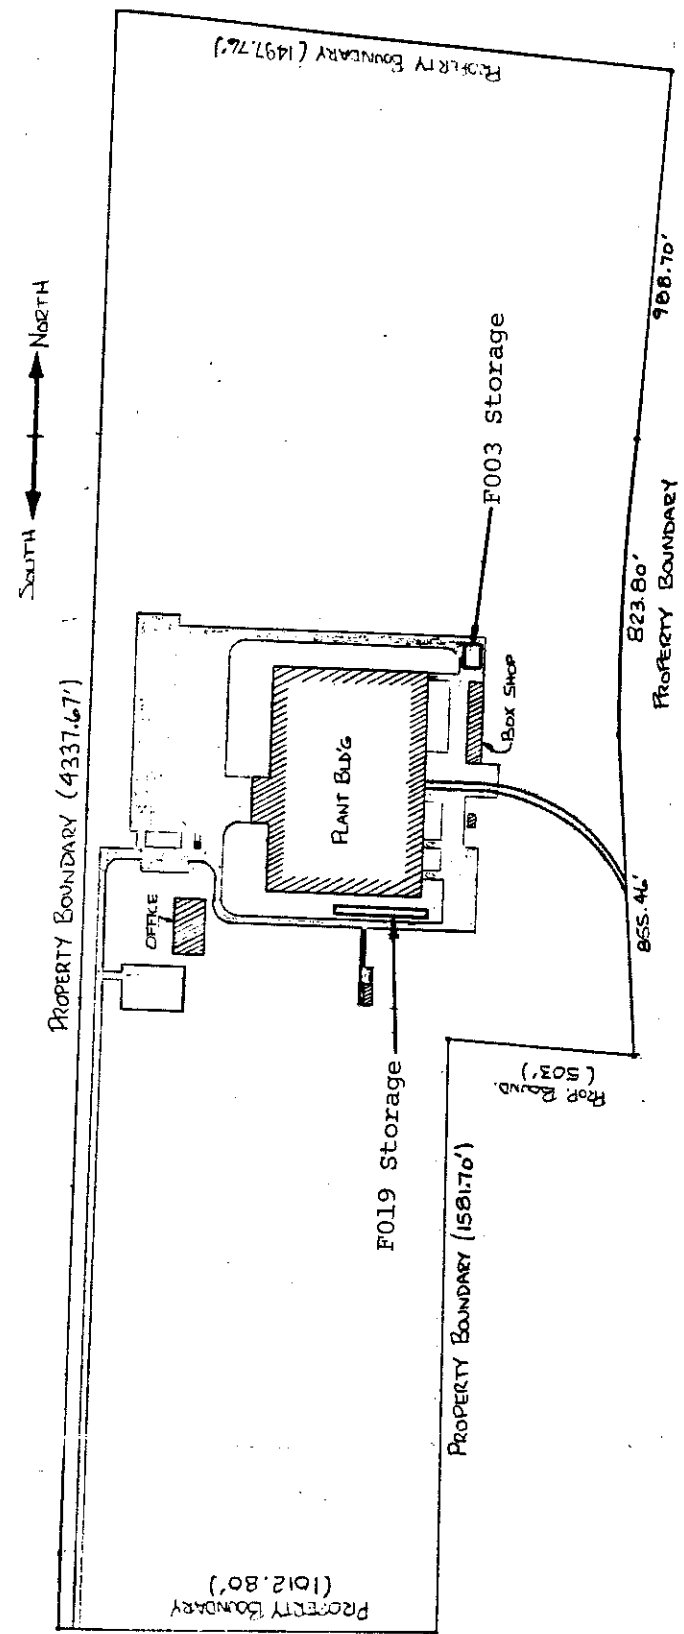 PROPERTY BOUNDARY (1497.76')
SOUTH
NORTH
PROPERTY BOUNDARY (4337.67')
988.70'
F003 Storage
823.80'
PROPERTY BOUNDARY
BOX SHOP
PLANT BLD'G
OFFICE
855.46'
F019 Storage
PROP. BOUND.
(503')
PROPERTY BOUNDARY (1581.70')
PROPERTY BOUNDARY
(1012.80')